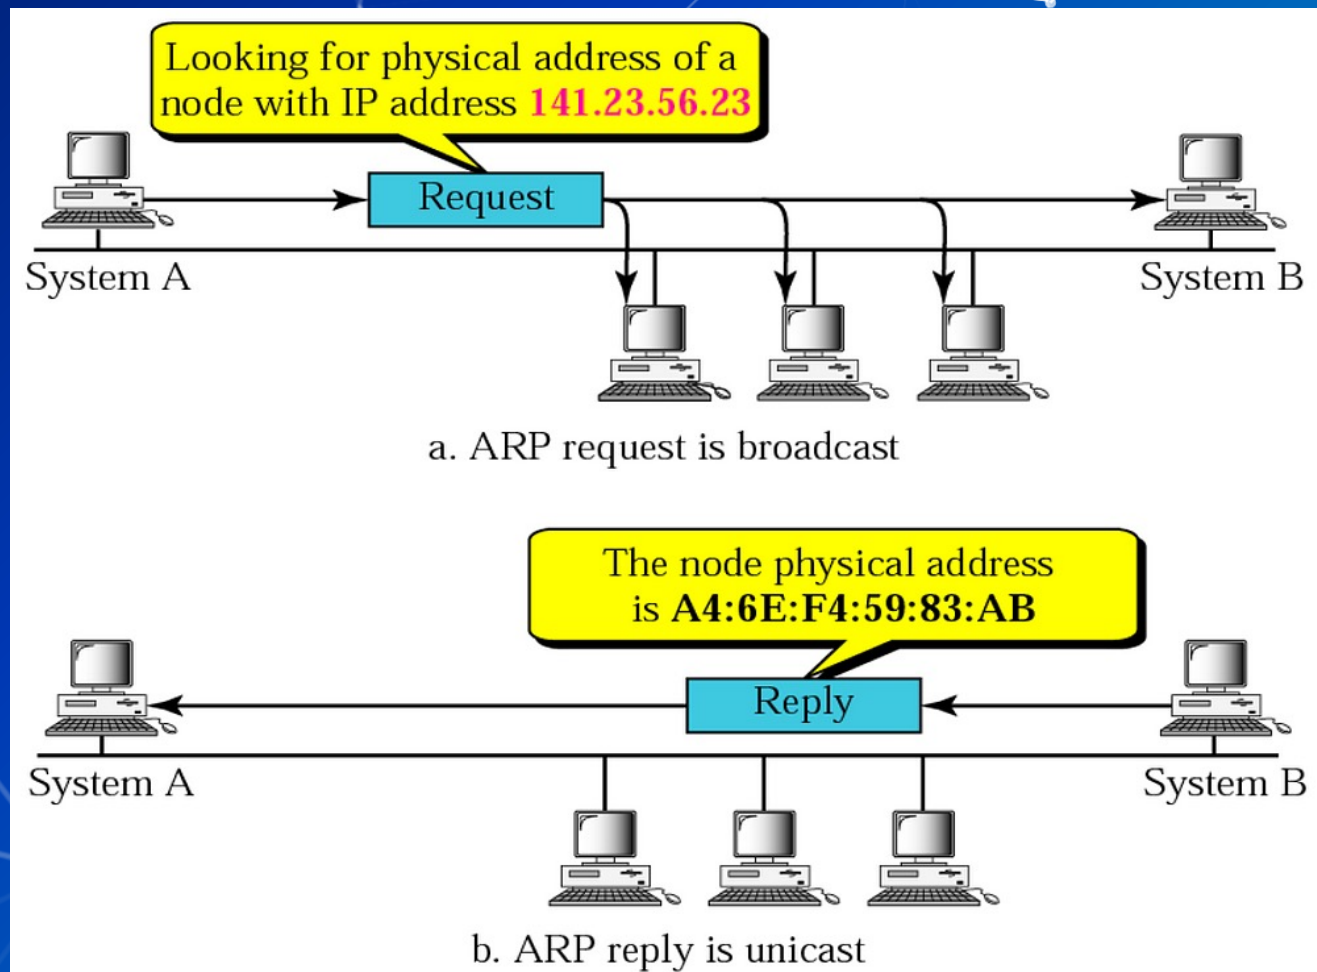 Looking for physical address of a
node with IP address 141.23.56.23
Request
System A
System B
a. ARP request is broadcast
The node physical address
is A4:6E:F4:59:83:AB
Reply
System A
System B
b. ARP reply is unicast